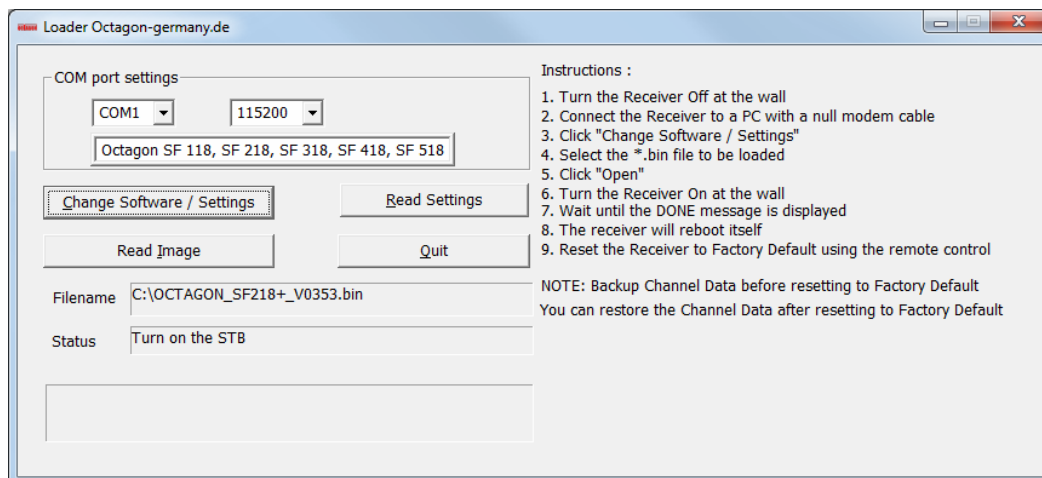 Loader Octagon-germany.de
COM port settings
COM1
115200
Octagon SF 118, SF 218, SF 318, SF 418, SF 518
Change Software / Settings
Read Settings
Read Image
Quit
Filename
C:\OCTAGON_SF218+_V0353.bin
Status
Turn on the STB
Instructions :
1. Turn the Receiver Off at the wall
2. Connect the Receiver to a PC with a null modem cable
3. Click "Change Software / Settings"
4. Select the *.bin file to be loaded
5. Click "Open"
6. Turn the Receiver On at the wall
7. Wait until the DONE message is displayed
8. The receiver will reboot itself
9. Reset the Receiver to Factory Default using the remote control
NOTE: Backup Channel Data before resetting to Factory Default
You can restore the Channel Data after resetting to Factory Default